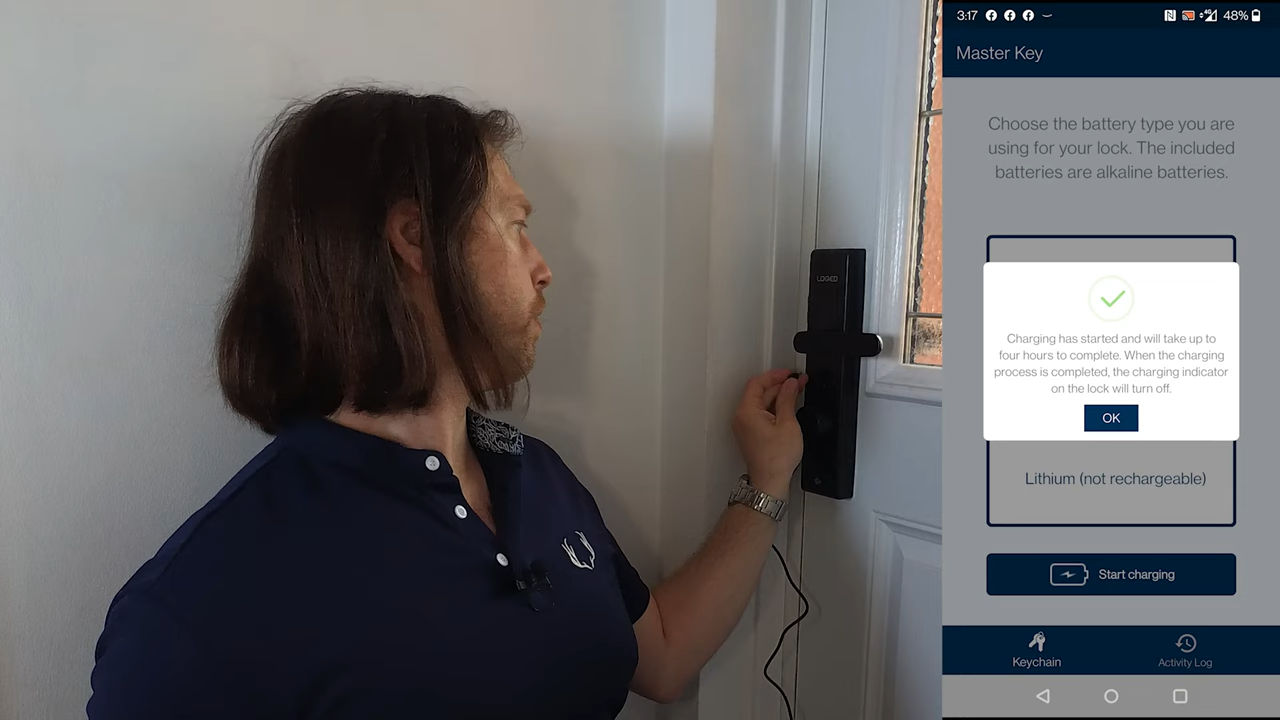 LOQED
3:17
4G
48%
Master Key
Choose the battery type you are
using for your lock. The included
batteries are alkaline batteries.
Charging has started and will take up to
four hours to complete. When the charging
process is completed, the charging indicator
on the lock will turn off.
OK
Lithium (not rechargeable)
Start charging
Keychain
Activity Log